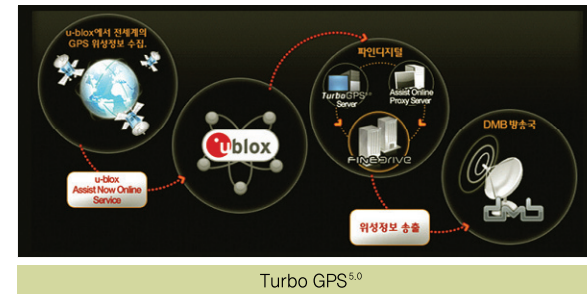 u-blox에서 전세계의
GPS 위성정보 수집.
u-blox
Assist Now Online
Service
ublox
파인디지털
TurboGPS5.0
Server
Assist Online
Proxy Server
FINEDRIVE
위성정보 송출
DMB 방송국
dmb
Turbo GPS5.0